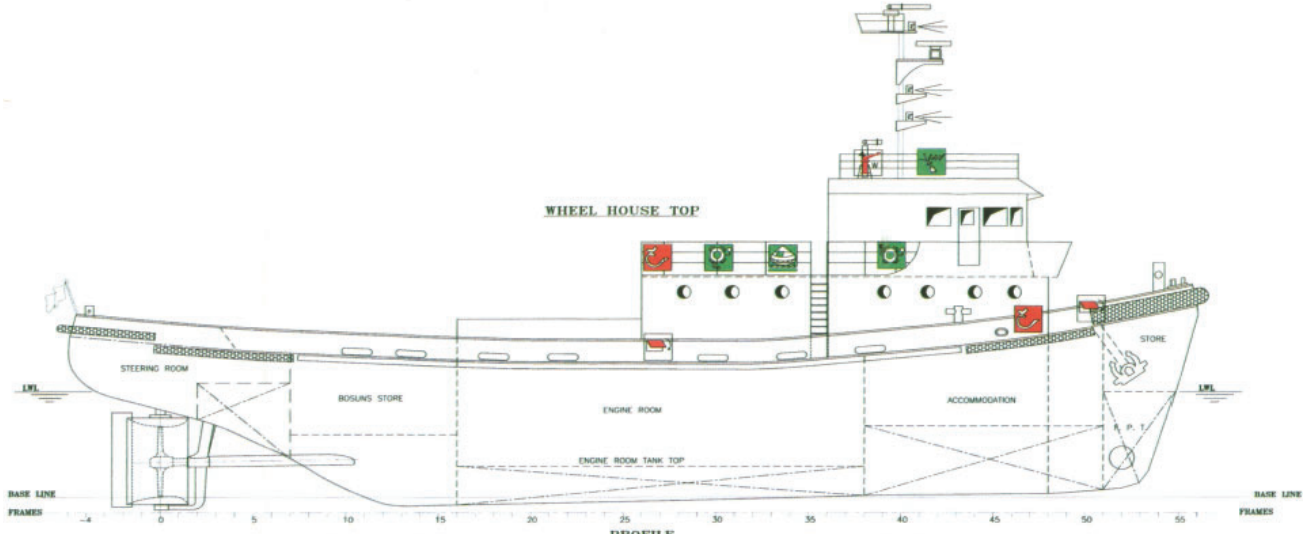 WHEEL HOUSE TOP
STORE
STEERING ROOM
LWL
LWL
BOSUNS STORE
ENGINE ROOM
ACCOMMODATION
F. P. T.
ENGINE ROOM TANK TOP
BASE LINE
BASE LINE
FRAMES
-4 0 5 10 15 20 25 30 35 40 45 50 55
FRAMES
PROFILE